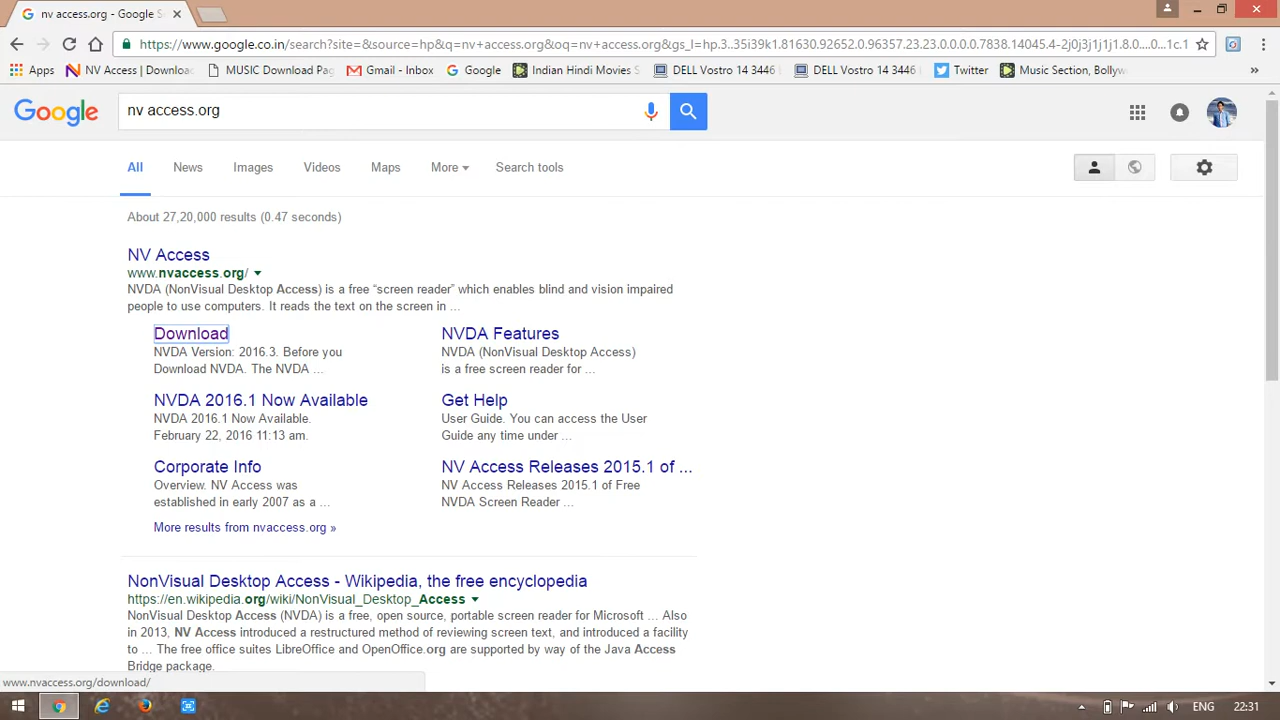 nv access.org - Google S
https://www.google.co.in/search?site=&source=hp&q=nv+access.org&oq=nv+access.org&gs_l=hp.3..35i39k1.81630.92652.0.96357.23.23.0.0.0.0.7838.14045.4-2j0j3j1j1j1.8.0....0...1c.1
Apps NV Access | Downloa MUSIC Download Pag Gmail - Inbox Google Indian Hindi Movies S DELL Vostro 14 3446 DELL Vostro 14 3446 Twitter Music Section, Bollyw »
Google nv access.org
All News Images Videos Maps More Search tools
About 27,20,000 results (0.47 seconds)
NV Access
www.nvaccess.org/
NVDA (NonVisual Desktop Access) is a free “screen reader” which enables blind and vision impaired
people to use computers. It reads the text on the screen in ...
Download
NVDA Version: 2016.3. Before you
Download NVDA. The NVDA ...
NVDA Features
NVDA (NonVisual Desktop Access)
is a free screen reader for ...
NVDA 2016.1 Now Available
NVDA 2016.1 Now Available.
February 22, 2016 11:13 am.
Get Help
User Guide. You can access the User
Guide any time under ...
Corporate Info
Overview. NV Access was
established in early 2007 as a ...
NV Access Releases 2015.1 of ...
NV Access Releases 2015.1 of Free
NVDA Screen Reader ...
More results from nvaccess.org »
NonVisual Desktop Access - Wikipedia, the free encyclopedia
https://en.wikipedia.org/wiki/NonVisual_Desktop_Access
NonVisual Desktop Access (NVDA) is a free, open source, portable screen reader for Microsoft ... Also
in 2013, NV Access introduced a restructured method of reviewing screen text, and introduced a facility
to ... The free office suites LibreOffice and OpenOffice.org are supported by way of the Java Access
Bridge package.
www.nvaccess.org/download/
ENG 22:31